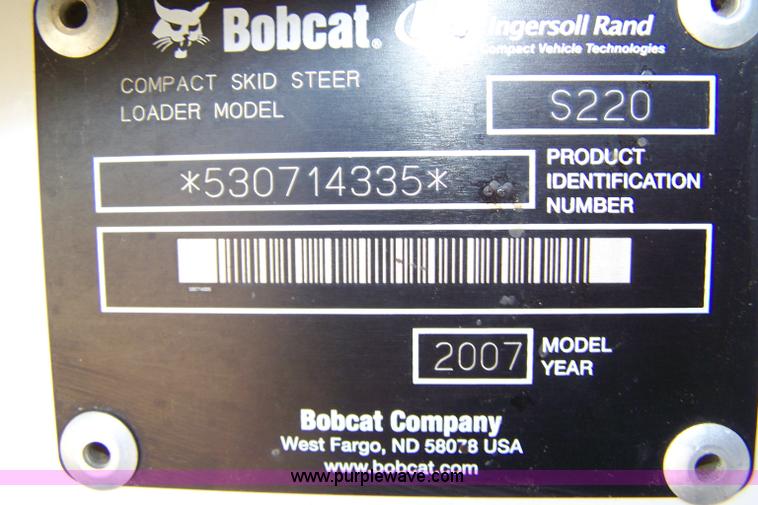 Bobcat. Ingersoll Rand
Compact Vehicle Technologies
COMPACT SKID STEER
LOADER MODEL
S220
*530714335*
PRODUCT
IDENTIFICATION
NUMBER
2007
MODEL
YEAR
Bobcat Company
West Fargo, ND 58078 USA
www.bobcat.com
www.purplewave.com